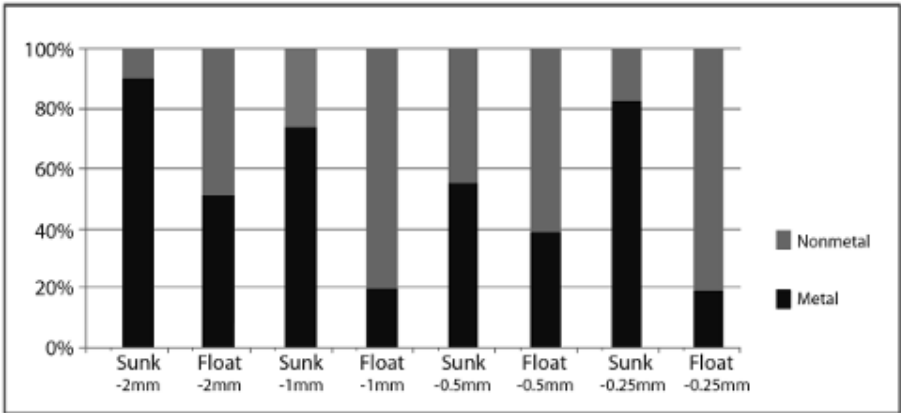 100%
80%
60%
40%
20%
0%
Sunk Float Sunk Float Sunk Float Sunk Float
-2mm -2mm -1mm -1mm -0.5mm -0.5mm -0.25mm -0.25mm
Nonmetal
Metal